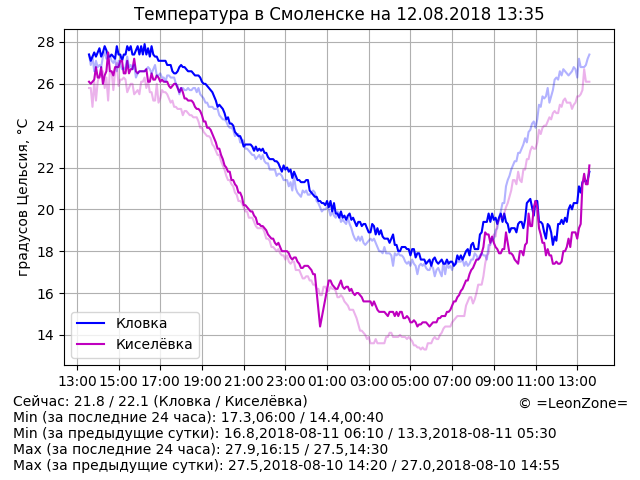 Температура в Смоленске на 12.08.2018 13:35
градусов Цельсия, °C
28
26
24
22
20
18
16
14
Кловка
Киселёвка
13:00 15:00 17:00 19:00 21:00 23:00 01:00 03:00 05:00 07:00 09:00 11:00 13:00
Сейчас: 21.8 / 22.1 (Кловка / Киселёвка)
© =LeonZone=
Min (за последние 24 часа): 17.3,06:00 / 14.4,00:40
Min (за предыдущие сутки): 16.8,2018-08-11 06:10 / 13.3,2018-08-11 05:30
Max (за последние 24 часа): 27.9,16:15 / 27.5,14:30
Max (за предыдущие сутки): 27.5,2018-08-10 14:20 / 27.0,2018-08-10 14:55